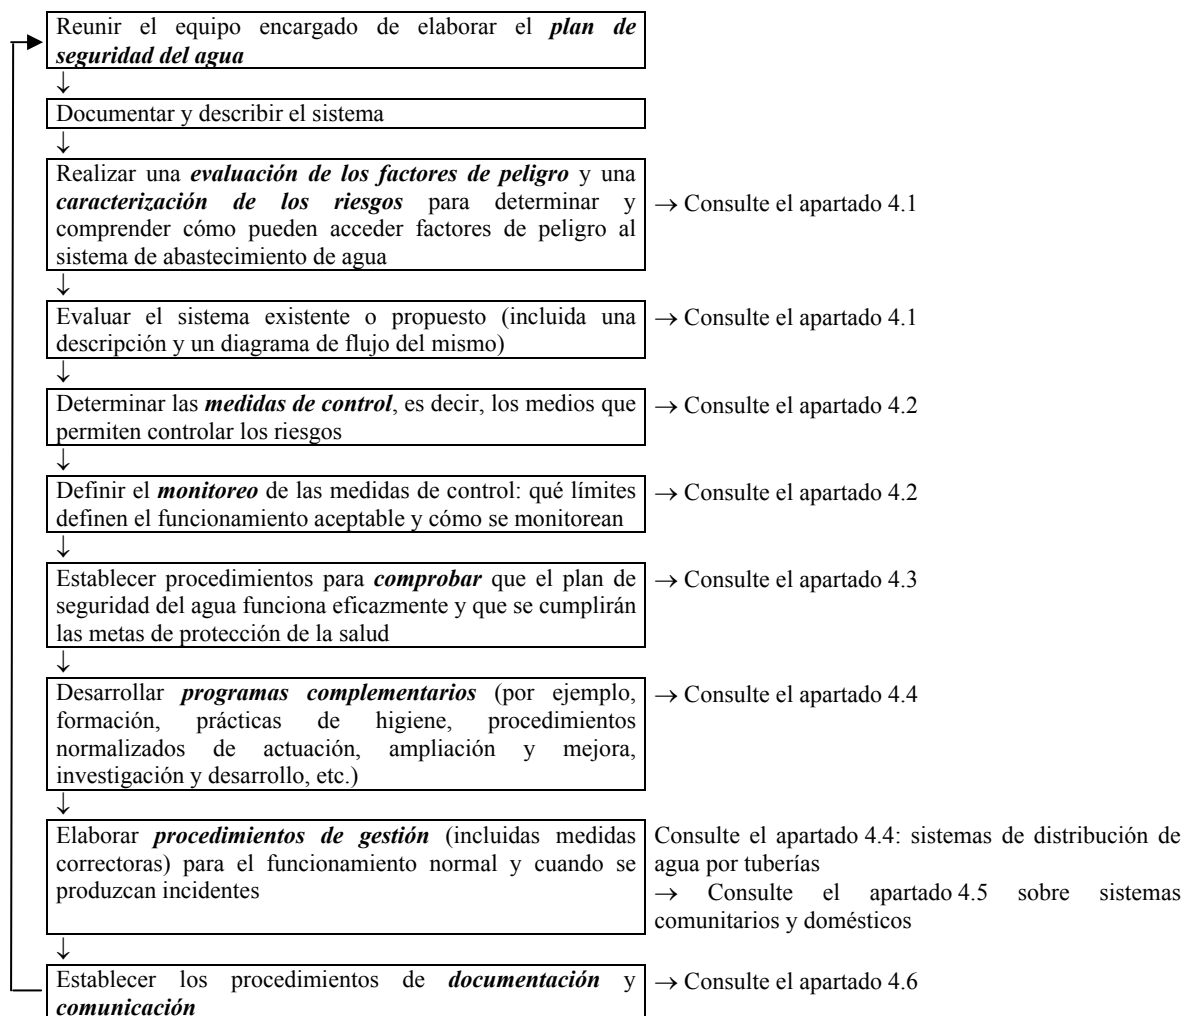 Reunir el equipo encargado de elaborar el plan de
seguridad del agua
↓
Documentar y describir el sistema
↓
Realizar una evaluación de los factores de peligro y una
caracterización de los riesgos para determinar y
comprender cómo pueden acceder factores de peligro al
sistema de abastecimiento de agua
→ Consulte el apartado 4.1
↓
Evaluar el sistema existente o propuesto (incluida una
descripción y un diagrama de flujo del mismo)
→ Consulte el apartado 4.1
↓
Determinar las medidas de control, es decir, los medios que
permiten controlar los riesgos
→ Consulte el apartado 4.2
↓
Definir el monitoreo de las medidas de control: qué límites
definen el funcionamiento aceptable y cómo se monitorean
→ Consulte el apartado 4.2
↓
Establecer procedimientos para comprobar que el plan de
seguridad del agua funciona eficazmente y que se cumplirán
las metas de protección de la salud
→ Consulte el apartado 4.3
↓
Desarrollar programas complementarios (por ejemplo,
formación, prácticas de higiene, procedimientos
normalizados de actuación, ampliación y mejora,
investigación y desarrollo, etc.)
→ Consulte el apartado 4.4
↓
Elaborar procedimientos de gestión (incluidas medidas
correctoras) para el funcionamiento normal y cuando se
produzcan incidentes
Consulte el apartado 4.4: sistemas de distribución de
agua por tuberías
→ Consulte el apartado 4.5 sobre sistemas
comunitarios y domésticos
↓
Establecer los procedimientos de documentación y
comunicación
→ Consulte el apartado 4.6